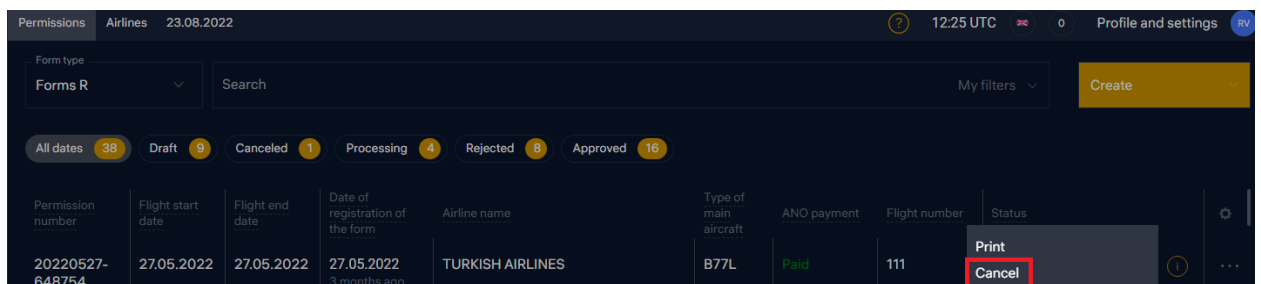 Permissions Airlines 23.08.2022 ? 12:25 UTC 0 Profile and settings RV
Form type
Forms R Search My filters Create
All dates 38 Draft 9 Canceled 1 Processing 4 Rejected 8 Approved 16
Permission number
Flight start date
Flight end date
Date of registration of the form
Airline name
Type of main aircraft
ANO payment
Flight number
Status
Print
Cancel
20220527-
648754
27.05.2022
27.05.2022
27.05.2022
3 months ago
TURKISH AIRLINES
B77L
Paid
111
i
...